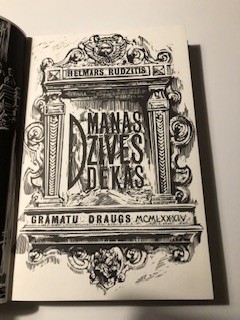 HELMARS RUDZĪTIS
MANAS
DZĪVES
DĒKAS
GRĀMATU DRAUGS MCMLXXXIV